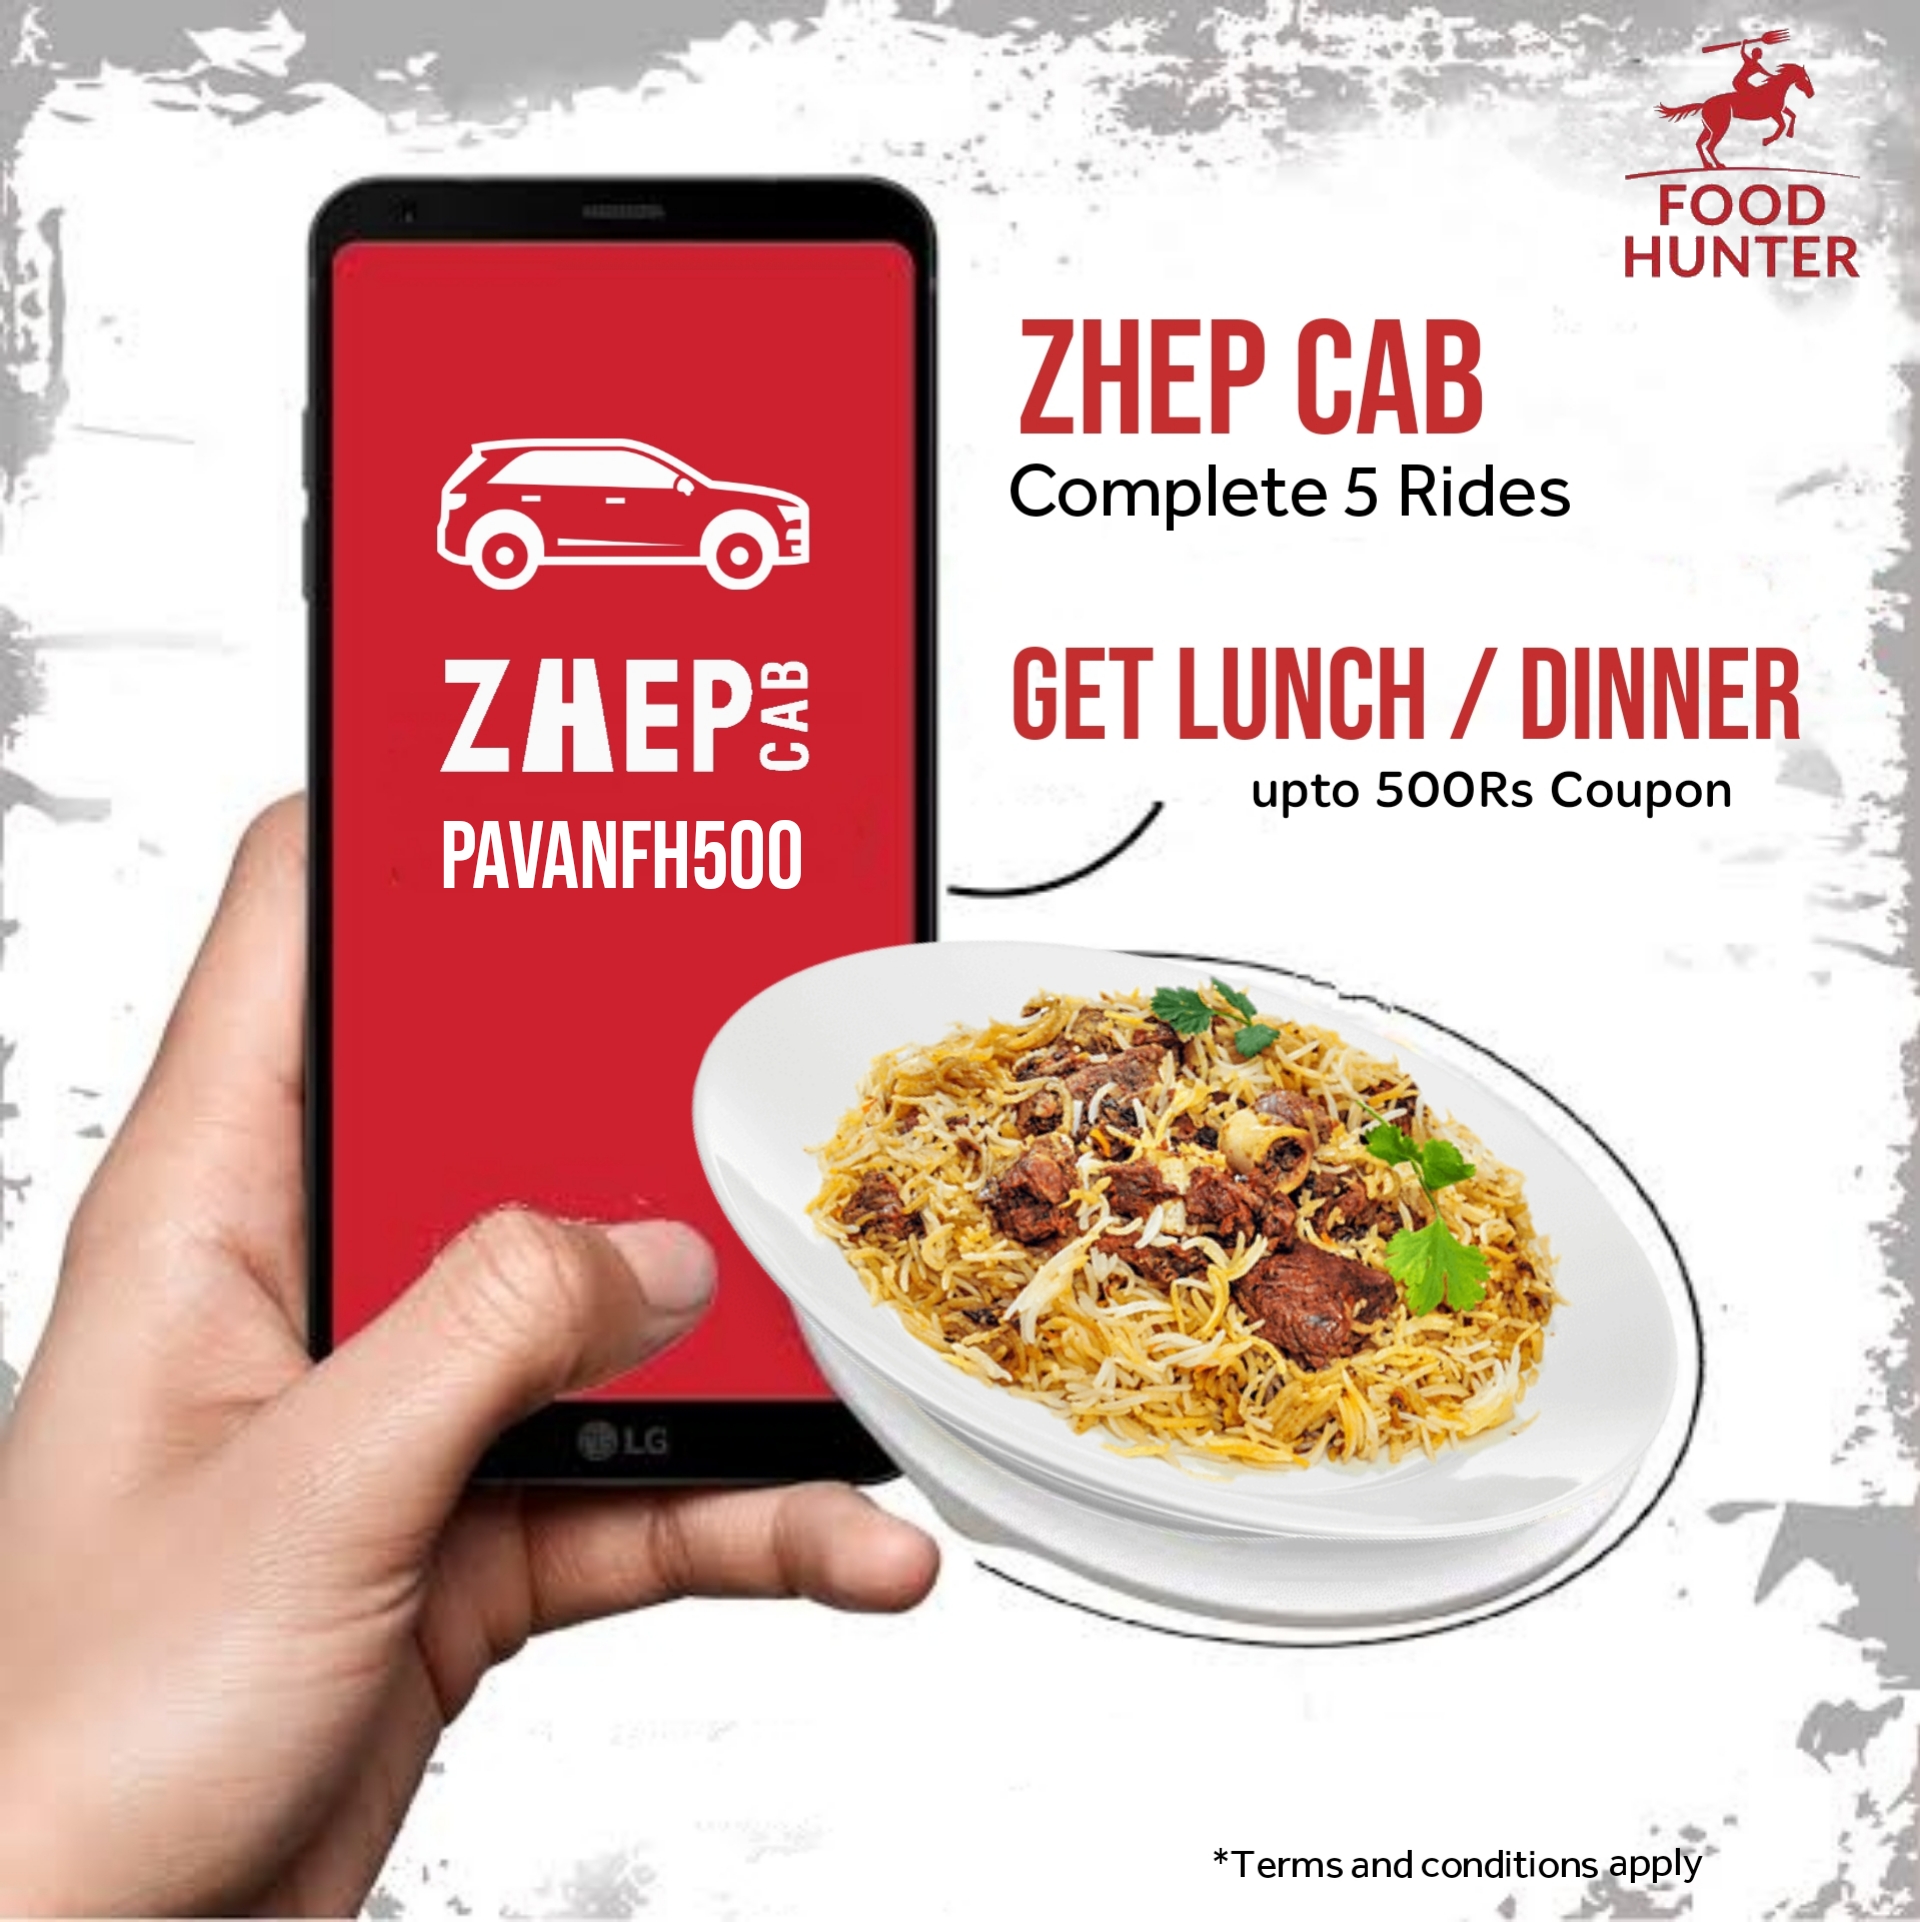 FOOD
HUNTER
ZHEP CAB
Complete 5 Rides
GET LUNCH / DINNER
upto 500Rs Coupon
ZHEP CAB
PAVANFH500
LG
*Terms and conditions apply